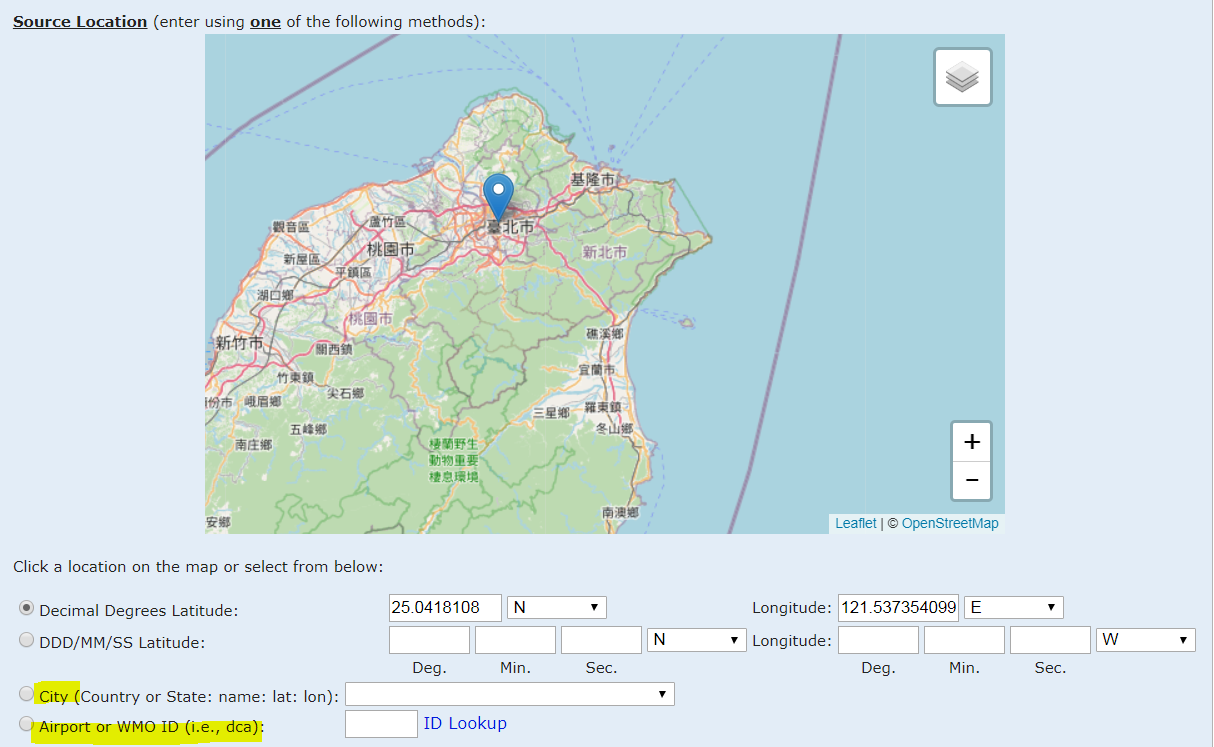 Source Location (enter using one of the following methods):
基隆市
臺北市
觀音區
蘆竹區
桃園市
新北市
新屋區
平鎮區
湖口鄉
桃園市
礁溪鄉
新竹市
關西鎮
宜蘭市
竹東鎮
尖石鄉
份市
峨眉鄉
三星鄉
羅東鎮
五峰鄉
冬山鄉
南庄鄉
棲蘭野生
動物重要
棲息環境
南澳鄉
安鄉
+
−
Leaflet | © OpenStreetMap
Click a location on the map or select from below:
Decimal Degrees Latitude: 25.0418108 N Longitude: 121.537354099 E
DDD/MM/SS Latitude: N Longitude: W
Deg. Min. Sec. Deg. Min. Sec.
City (Country or State: name: lat: lon):
Airport or WMO ID (i.e., dca): ID Lookup